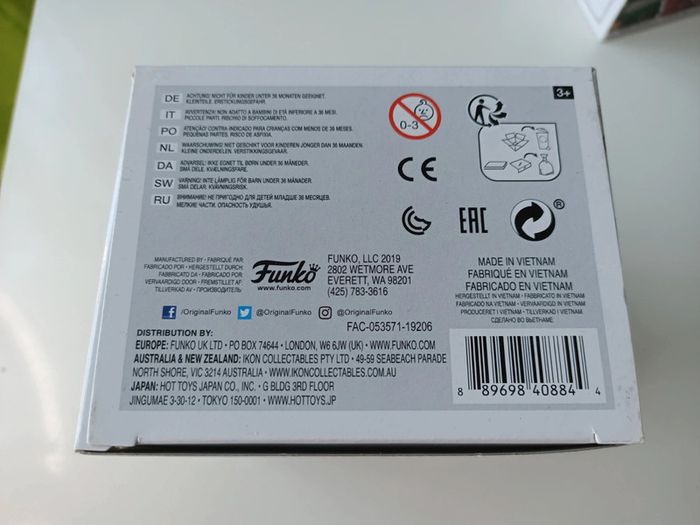 DE ACHTUNG! NICHT FÜR KINDER UNTER 36 MONATEN GEEIGNET.
KLEINTEILE. ERSTICKUNGSGEFAHR.
IT AVVERTENZA! NON ADATTO A BAMBINI DI ETÀ INFERIORE A 36 MESI.
PICCOLE PARTI. RISCHIO DI SOFFOCAMENTO.
PO ATENÇÃO! CONTRA INDICADO PARA CRIANÇAS COM MENOS DE 36 MESES.
PEQUENAS PARTES. RISCO DE ASFIXIA.
NL WAARSCHUWING! NIET GESCHIKT VOOR KINDEREN JONGER DAN 36 MAANDEN.
KLEINE ONDERDELEN. VERSTIKKINGSGEVAAR.
DA ADVARSEL! IKKE EGNET TIL BØRN UNDER 36 MÅNEDER.
SMÅ DELE. KVÆLNINGSFARE.
SW VARNING! INTE LÄMPLIG FÖR BARN UNDER 36 MÅNADER.
SMÅ DELAR. KVÄVNINGSRISK.
RU ВНИМАНИЕ! НЕ ПРИГОДНО ДЛЯ ДЕТЕЙ МЛАДШЕ 36 МЕСЯЦЕВ.
МЕЛКИЕ ЧАСТИ. ОПАСНОСТЬ УДУШЬЯ.
0-3
3+
CE
EAC
®
MANUFACTURED BY • FABRIQUÉ PAR:
FABRICADO POR • HERGESTELLT DURCH:
FABBRICATO DA • FABRICADO POR:
VERVAARDIGD DOOR • FREMSTILLET AF
TILLVERKAD AV • ПРОИЗВОДИТЕЛЬ
Funko
www.funko.com
FUNKO, LLC 2019
2802 WETMORE AVE
EVERETT, WA 98201
(425) 783-3616
/OriginalFunko @OriginalFunko @OriginalFunko
FAC-053571-19206
MADE IN VIETNAM
FABRIQUÉ EN VIETNAM
FABRICADO EN VIETNAM
HERGESTELLT IN VIETNAM • FABBRICATO IN VIETNAM
FABRICADO NO VIETNAM • VERVAARDIGD IN VIETNAM
PRODUCERET I VIETNAM • TILLVERKAD I VIETNAM
СДЕЛАНО ВО ВЬЕТНАМЕ
DISTRIBUTION BY:
EUROPE: FUNKO UK LTD • PO BOX 74644 • LONDON, W6 6JW (UK) • WWW.FUNKO.COM
AUSTRALIA & NEW ZEALAND: IKON COLLECTABLES PTY LTD • 49-59 SEABEACH PARADE
NORTH SHORE, VIC 3214 AUSTRALIA • WWW.IKONCOLLECTABLES.COM.AU
JAPAN: HOT TOYS JAPAN CO., INC. • G BLDG 3RD FLOOR
JINGUMAE 3-30-12 • TOKYO 150-0001 • WWW.HOTTOYS.JP
8 89698 40884 4